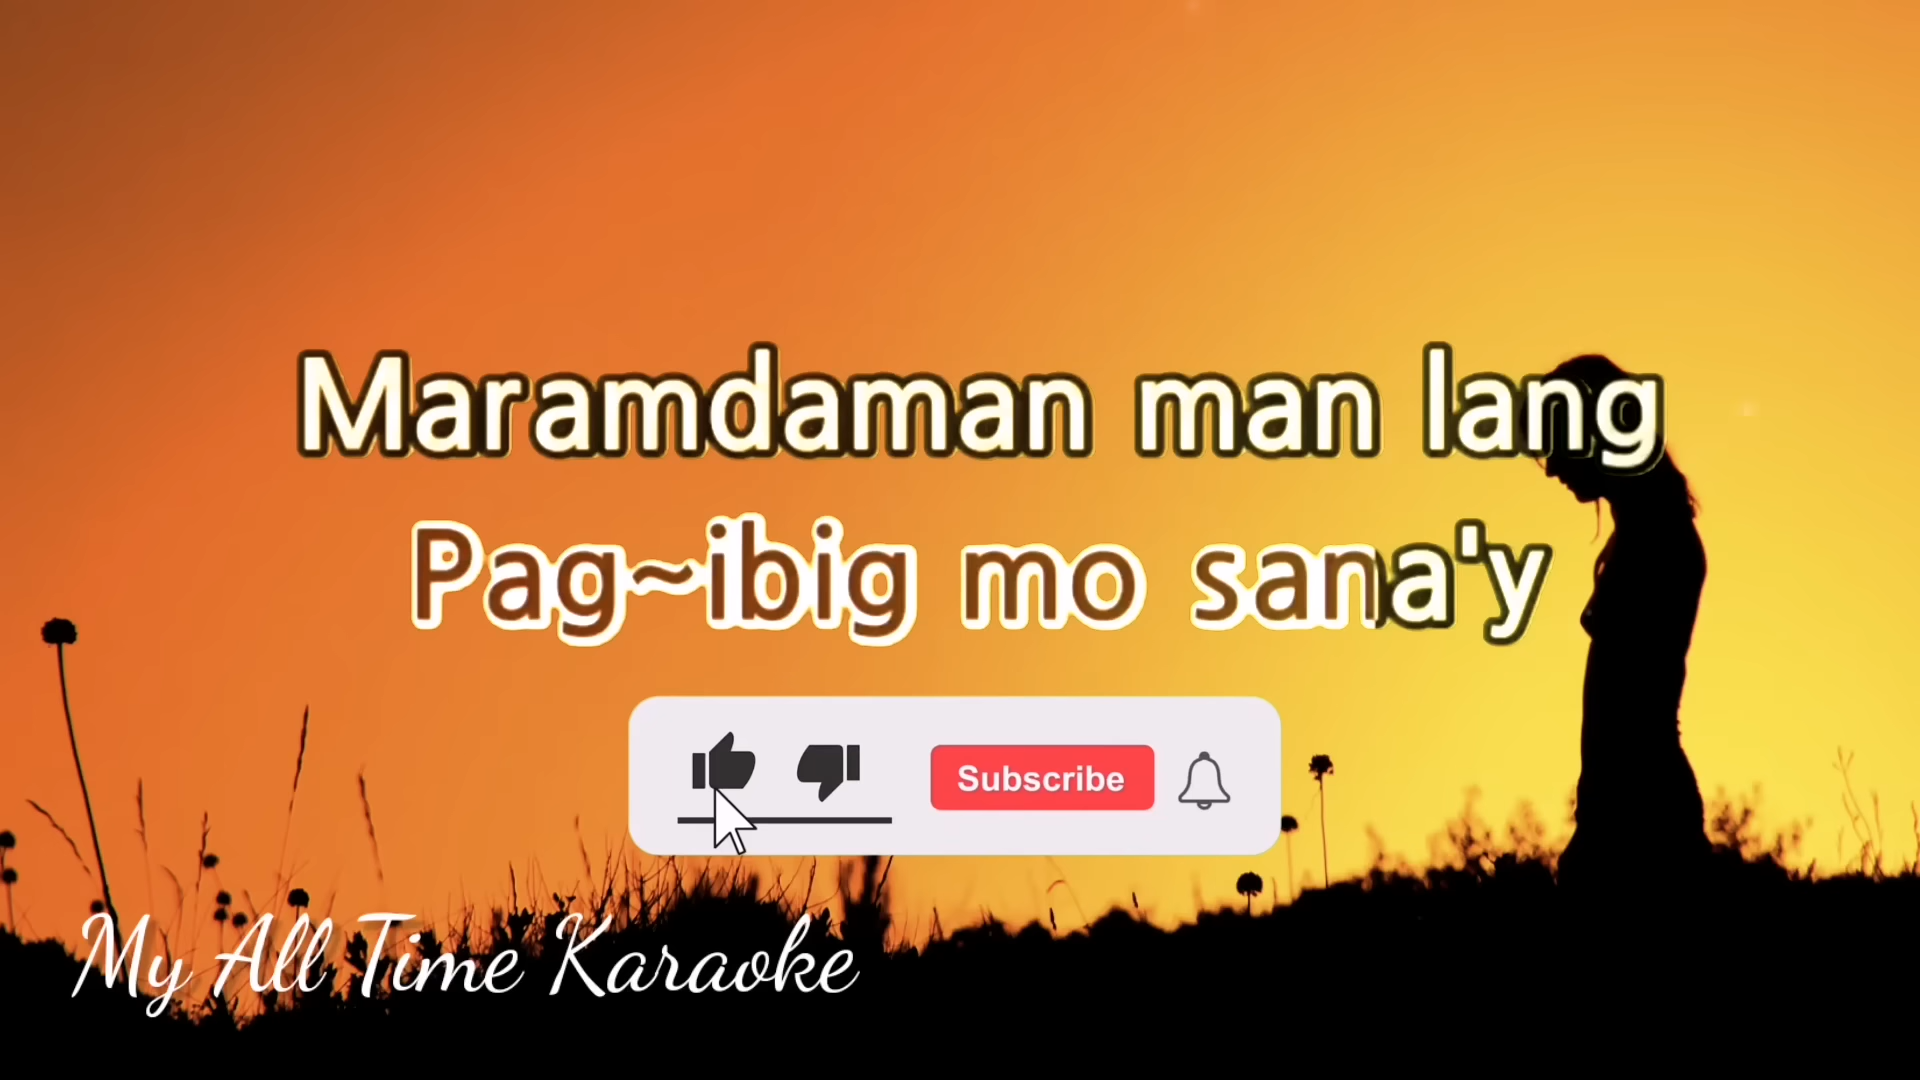 Maramdaman man lang
Pag~ibig mo sana'y
Subscribe
My All Time Karaoke